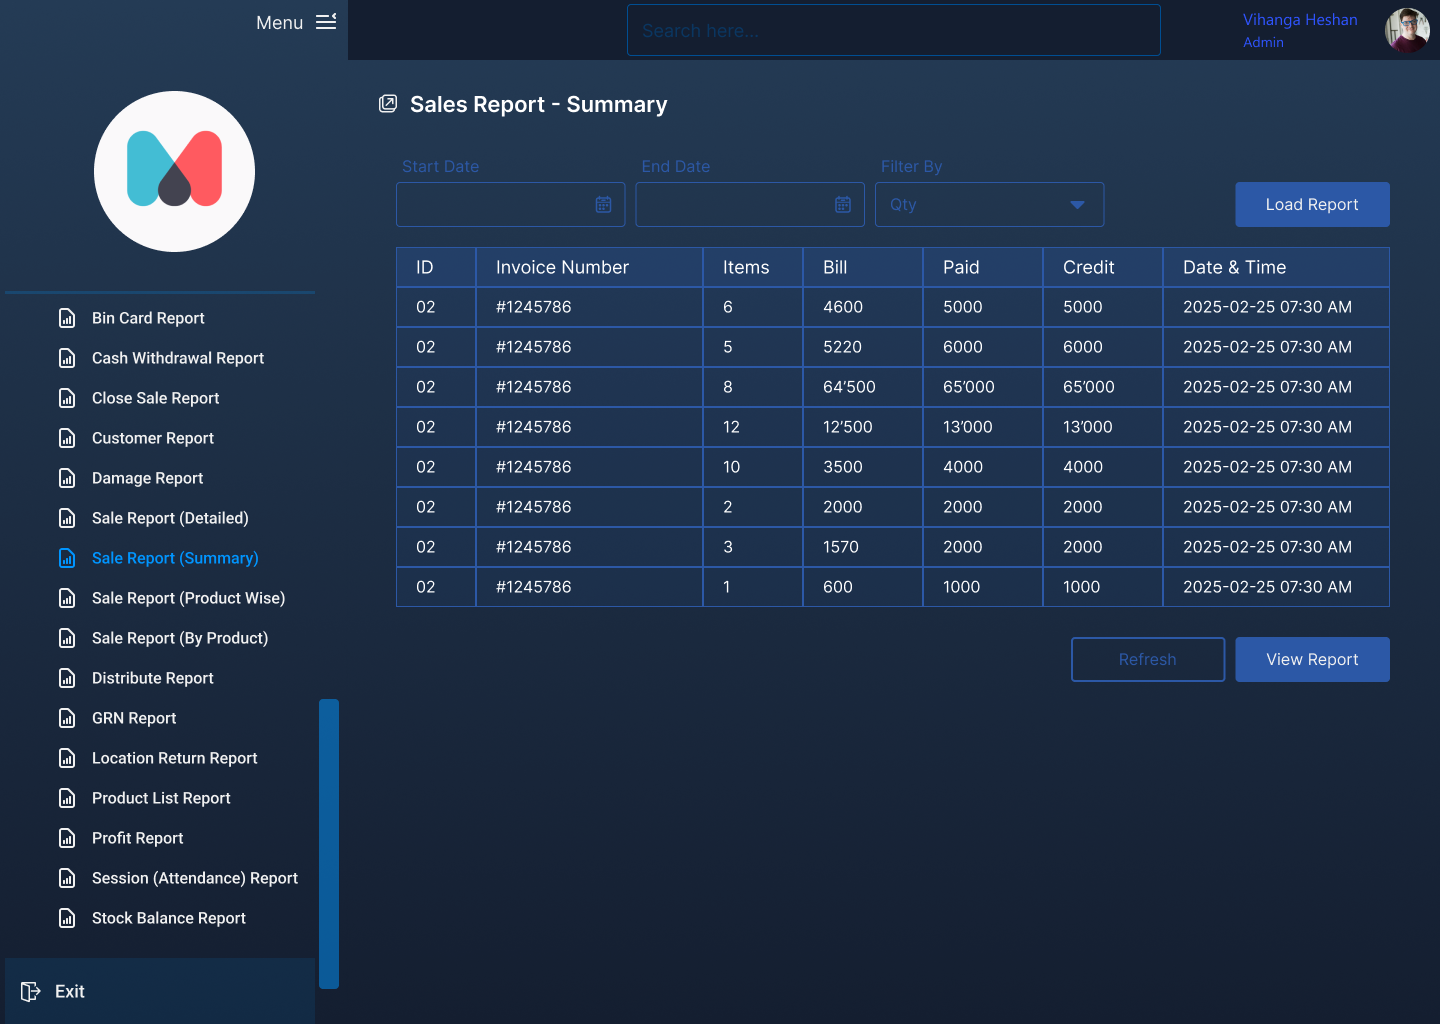 Menu
Search here...
Vihanga Heshan
Admin
Bin Card Report
Cash Withdrawal Report
Close Sale Report
Customer Report
Damage Report
Sale Report (Detailed)
Sale Report (Summary)
Sale Report (Product Wise)
Sale Report (By Product)
Distribute Report
GRN Report
Location Return Report
Product List Report
Profit Report
Session (Attendance) Report
Stock Balance Report
Exit
Sales Report - Summary
Start Date End Date Filter By
Qty Load Report
ID Invoice Number Items Bill Paid Credit Date & Time
02 #1245786 6 4600 5000 5000 2025-02-25 07:30 AM
02 #1245786 5 5220 6000 6000 2025-02-25 07:30 AM
02 #1245786 8 64’500 65’000 65’000 2025-02-25 07:30 AM
02 #1245786 12 12’500 13’000 13’000 2025-02-25 07:30 AM
02 #1245786 10 3500 4000 4000 2025-02-25 07:30 AM
02 #1245786 2 2000 2000 2000 2025-02-25 07:30 AM
02 #1245786 3 1570 2000 2000 2025-02-25 07:30 AM
02 #1245786 1 600 1000 1000 2025-02-25 07:30 AM
Refresh View Report